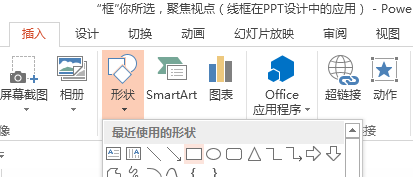 “框”你所选，聚焦视点（线框在PPT设计中的应用） - Powe
插入 设计 切换 动画 幻灯片放映 审阅 视图
屏幕截图 相册 形状 SmartArt 图表 Office 超链接 动作
应用程序
像 接
最近使用的形状